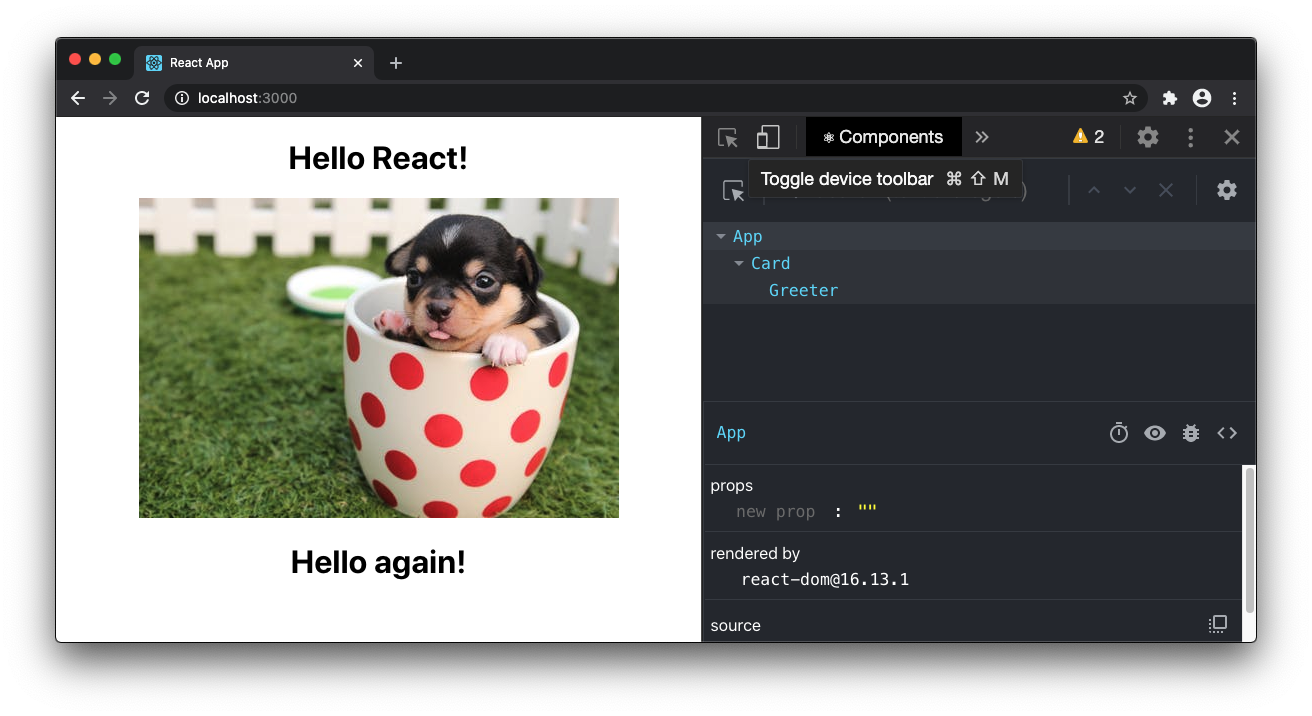 React App
localhost:3000
Hello React!
Hello again!
Components
2
Toggle device toolbar ⌘ ⇧ M
App
Card
Greeter
App
props
new prop : ""
rendered by
react-dom@16.13.1
source